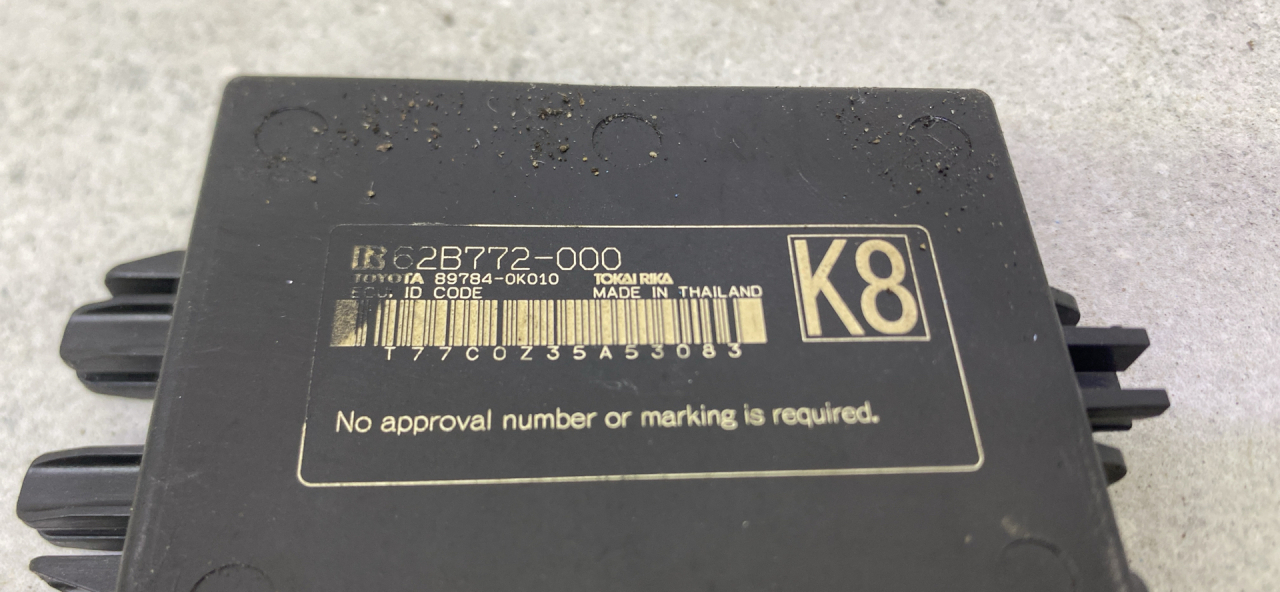 62B772-000
TOYOTA 89784-0K010 TOKAI RIKA
ECU. ID CODE MADE IN THAILAND
T77C0Z35A53083
K8
No approval number or marking is required.